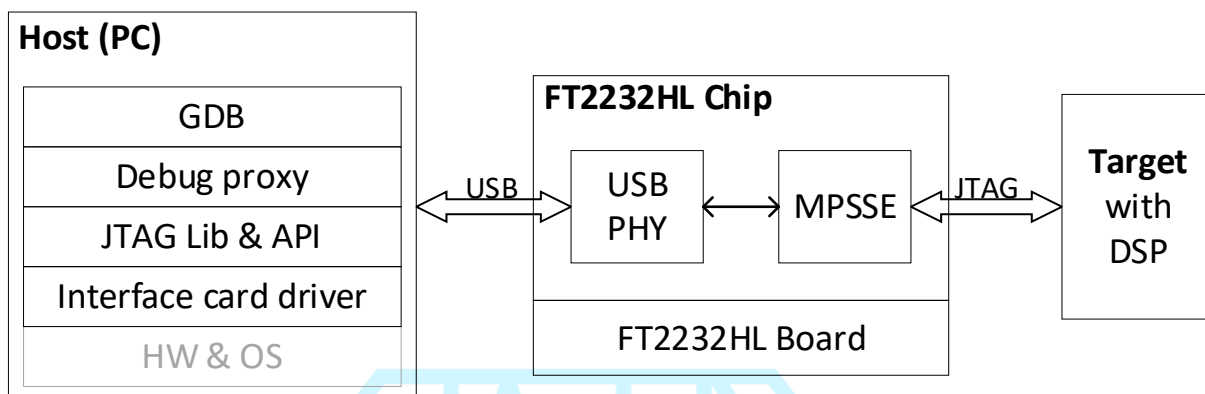 Host (PC)
GDB
Debug proxy
JTAG Lib & API
Interface card driver
HW & OS
USB
FT2232HL Chip
USB
PHY
MPSSE
FT2232HL Board
JTAG
Target
with
DSP